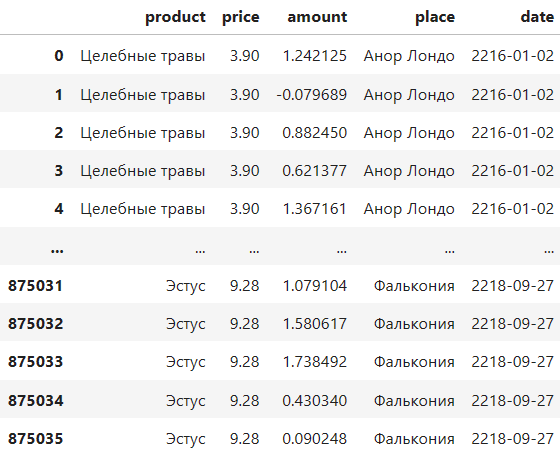 product price amount place date
0 Целебные травы 3.90 1.242125 Анор Лондо 2216-01-02
1 Целебные травы 3.90 -0.079689 Анор Лондо 2216-01-02
2 Целебные травы 3.90 0.882450 Анор Лондо 2216-01-02
3 Целебные травы 3.90 0.621377 Анор Лондо 2216-01-02
4 Целебные травы 3.90 1.367161 Анор Лондо 2216-01-02
... ... ... ... ... ...
875031 Эстус 9.28 1.079104 Фалькония 2218-09-27
875032 Эстус 9.28 1.580617 Фалькония 2218-09-27
875033 Эстус 9.28 1.738492 Фалькония 2218-09-27
875034 Эстус 9.28 0.430340 Фалькония 2218-09-27
875035 Эстус 9.28 0.090248 Фалькония 2218-09-27